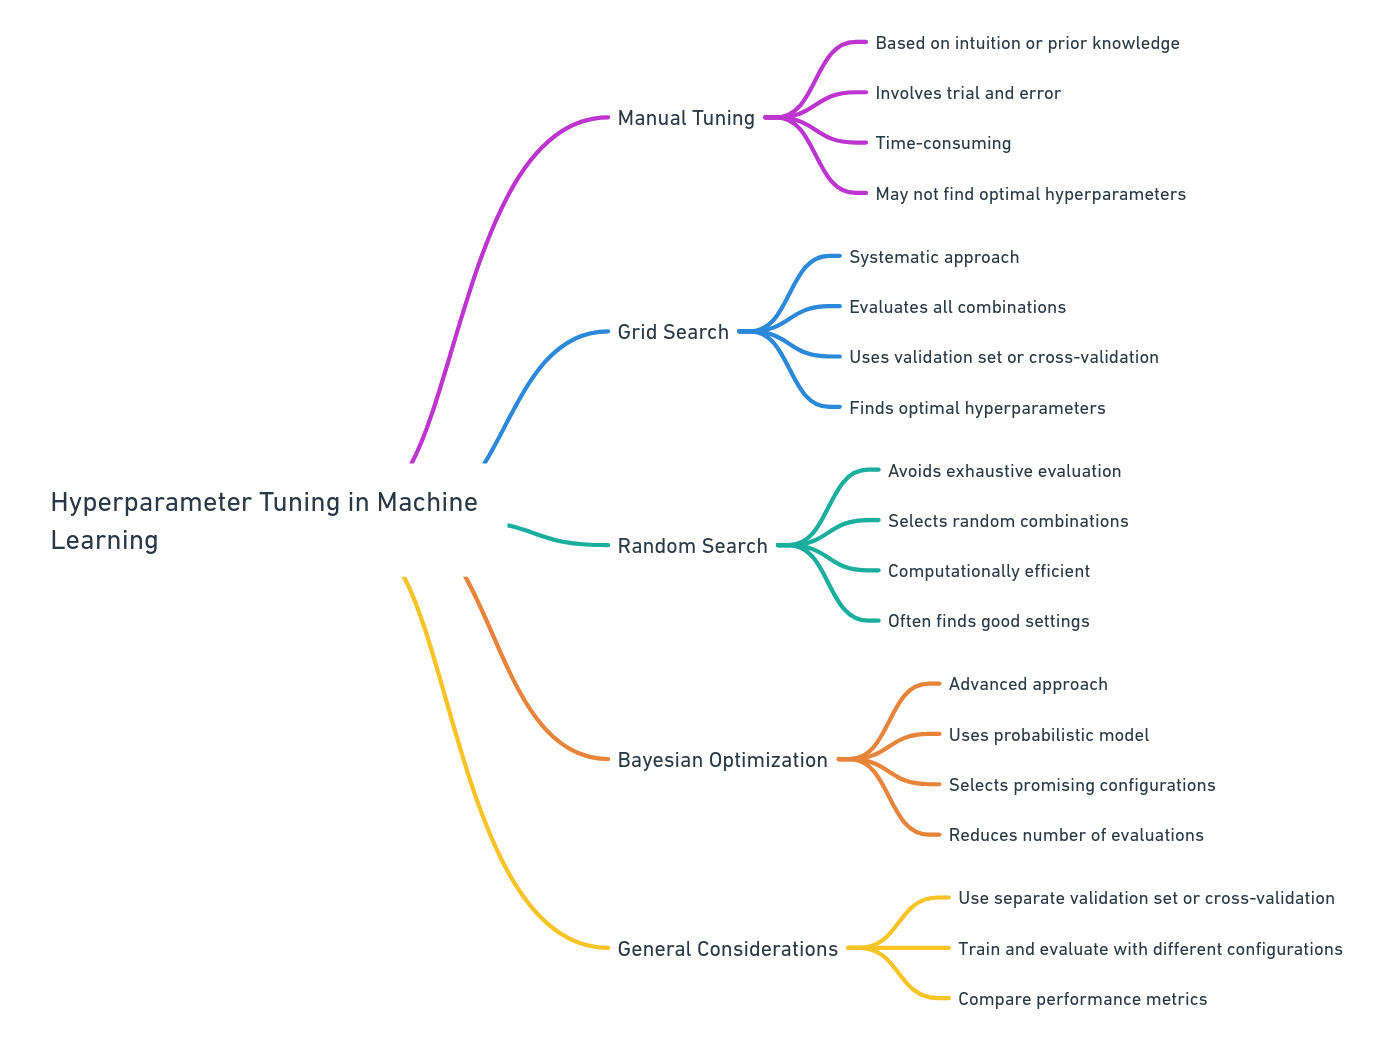 Hyperparameter Tuning in Machine
Learning
Manual Tuning
Based on intuition or prior knowledge
Involves trial and error
Time-consuming
May not find optimal hyperparameters
Grid Search
Systematic approach
Evaluates all combinations
Uses validation set or cross-validation
Finds optimal hyperparameters
Random Search
Avoids exhaustive evaluation
Selects random combinations
Computationally efficient
Often finds good settings
Bayesian Optimization
Advanced approach
Uses probabilistic model
Selects promising configurations
Reduces number of evaluations
General Considerations
Use separate validation set or cross-validation
Train and evaluate with different configurations
Compare performance metrics